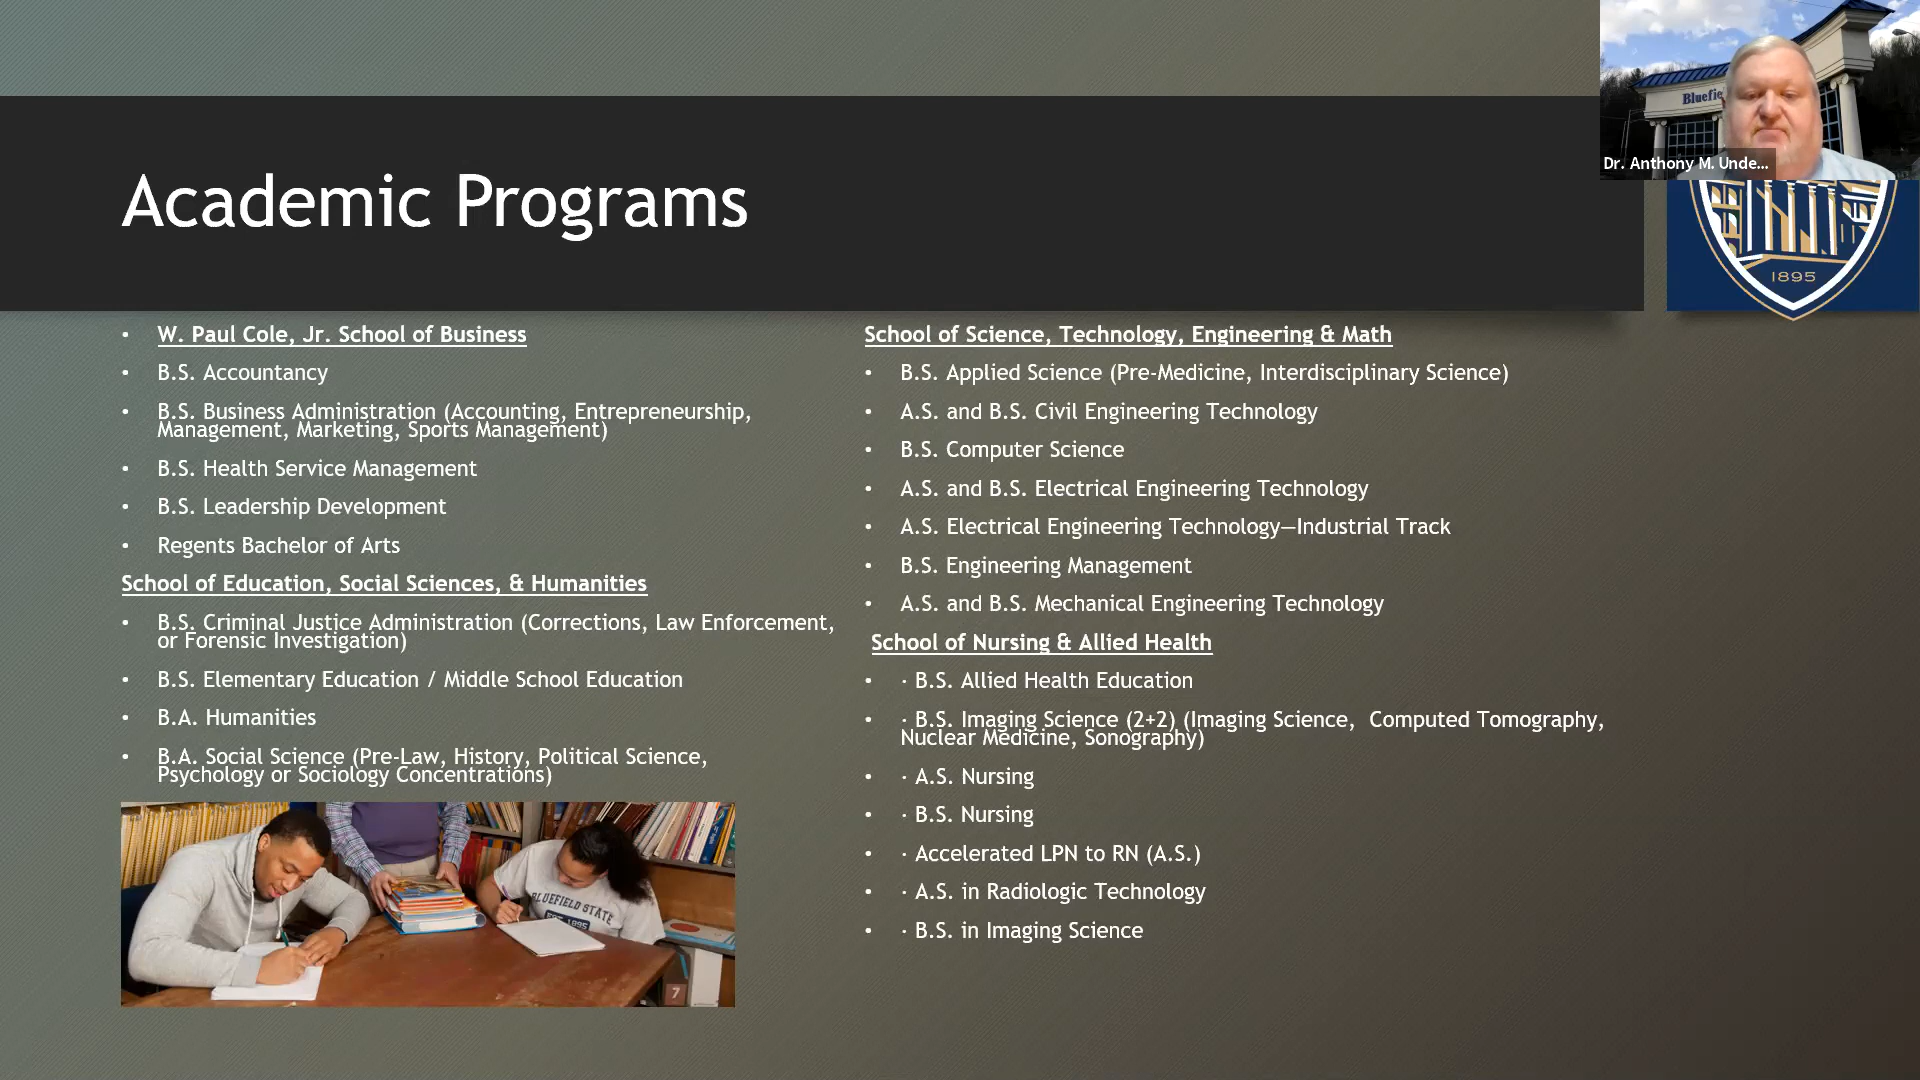 Academic Programs
Bluefie
Dr. Anthony M. Unde...
1895
• W. Paul Cole, Jr. School of Business
• B.S. Accountancy
• B.S. Business Administration (Accounting, Entrepreneurship,
Management, Marketing, Sports Management)
• B.S. Health Service Management
• B.S. Leadership Development
• Regents Bachelor of Arts
School of Education, Social Sciences, & Humanities
• B.S. Criminal Justice Administration (Corrections, Law Enforcement,
or Forensic Investigation)
• B.S. Elementary Education / Middle School Education
• B.A. Humanities
• B.A. Social Science (Pre-Law, History, Political Science,
Psychology or Sociology Concentrations)
BLUEFIELD STATE
EST. 1895
7
School of Science, Technology, Engineering & Math
• B.S. Applied Science (Pre-Medicine, Interdisciplinary Science)
• A.S. and B.S. Civil Engineering Technology
• B.S. Computer Science
• A.S. and B.S. Electrical Engineering Technology
• A.S. Electrical Engineering Technology—Industrial Track
• B.S. Engineering Management
• A.S. and B.S. Mechanical Engineering Technology
School of Nursing & Allied Health
• · B.S. Allied Health Education
• · B.S. Imaging Science (2+2) (Imaging Science, Computed Tomography,
Nuclear Medicine, Sonography)
• · A.S. Nursing
• · B.S. Nursing
• · Accelerated LPN to RN (A.S.)
• · A.S. in Radiologic Technology
• · B.S. in Imaging Science